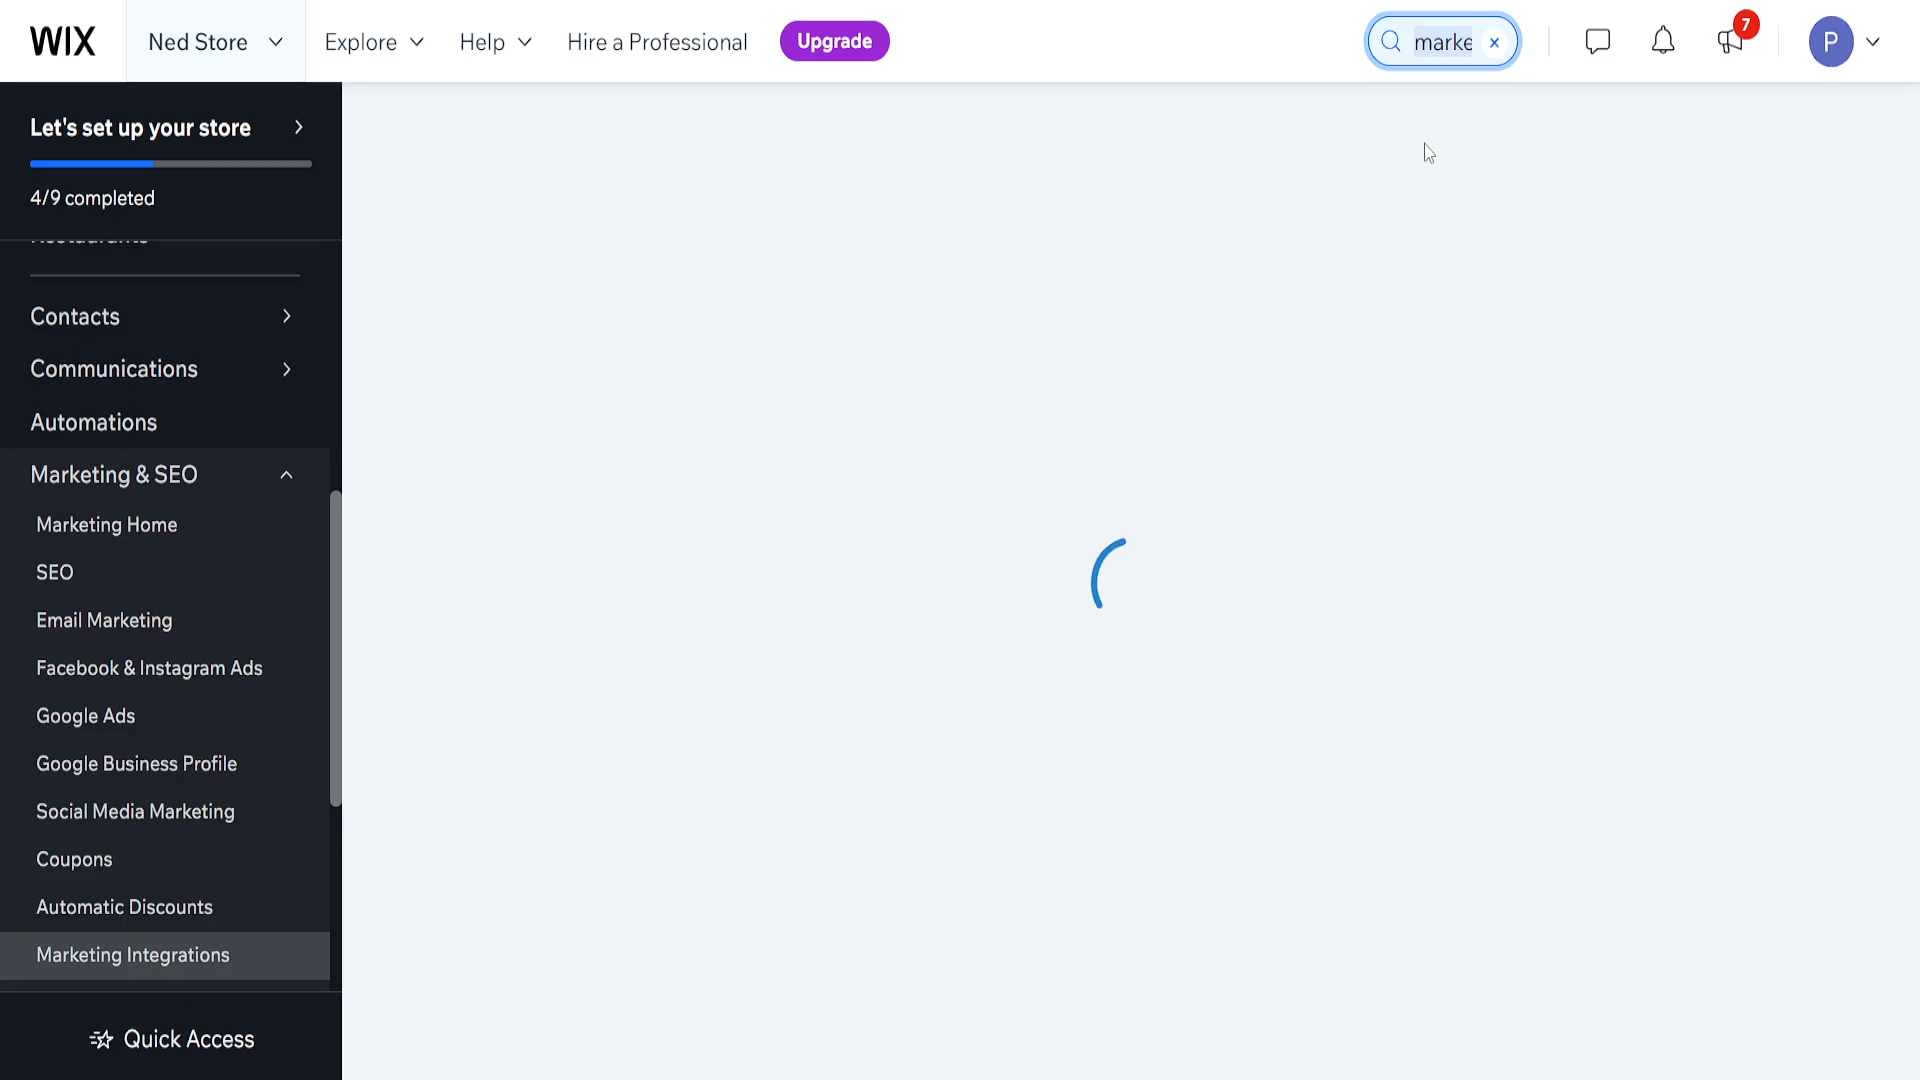 WIX
Ned Store
Explore
Help
Hire a Professional
Upgrade
marke
7
P
Let's set up your store
4/9 completed
Contacts
Communications
Automations
Marketing & SEO
Marketing Home
SEO
Email Marketing
Facebook & Instagram Ads
Google Ads
Google Business Profile
Social Media Marketing
Coupons
Automatic Discounts
Marketing Integrations
Quick Access